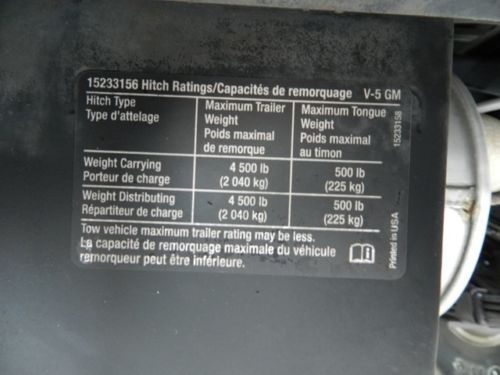 15233156 Hitch Ratings/Capacités de remorquage V-5 GM
Hitch Type
Type d'attelage
Maximum Trailer
Weight
Poids maximal
de remorque
Maximum Tongue
Weight
Poids maximal
au timon
Weight Carrying
Porteur de charge
4 500 lb
(2 040 kg)
500 lb
(225 kg)
Weight Distributing
Répartiteur de charge
4 500 lb
(2 040 kg)
500 lb
(225 kg)
Tow vehicle maximum trailer rating may be less.
La capacité de remorquage maximale du véhicule
remorqueur peut être inférieure.
15233158
Printed in USA